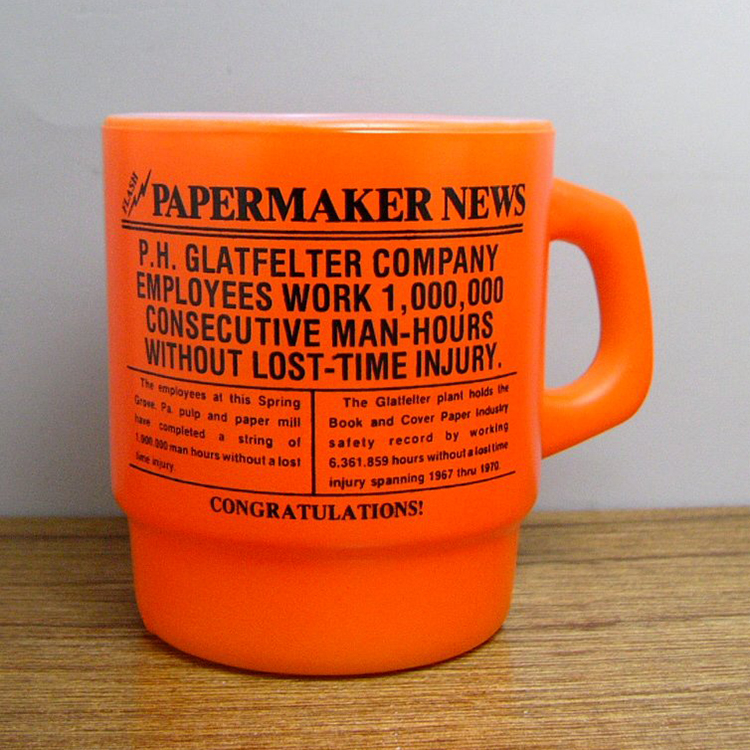 FLASH
PAPERMAKER NEWS
P.H. GLATFELTER COMPANY
EMPLOYEES WORK 1,000,000
CONSECUTIVE MAN-HOURS
WITHOUT LOST-TIME INJURY.
The employees at this Spring
Grove, Pa. pulp and paper mill
have completed a string of
1,000,000 man hours without a lost
time injury.
The Glatfelter plant holds the
Book and Cover Paper Industry
safety record by working
6,361,859 hours without a lost time
injury spanning 1967 thru 1970.
CONGRATULATIONS!